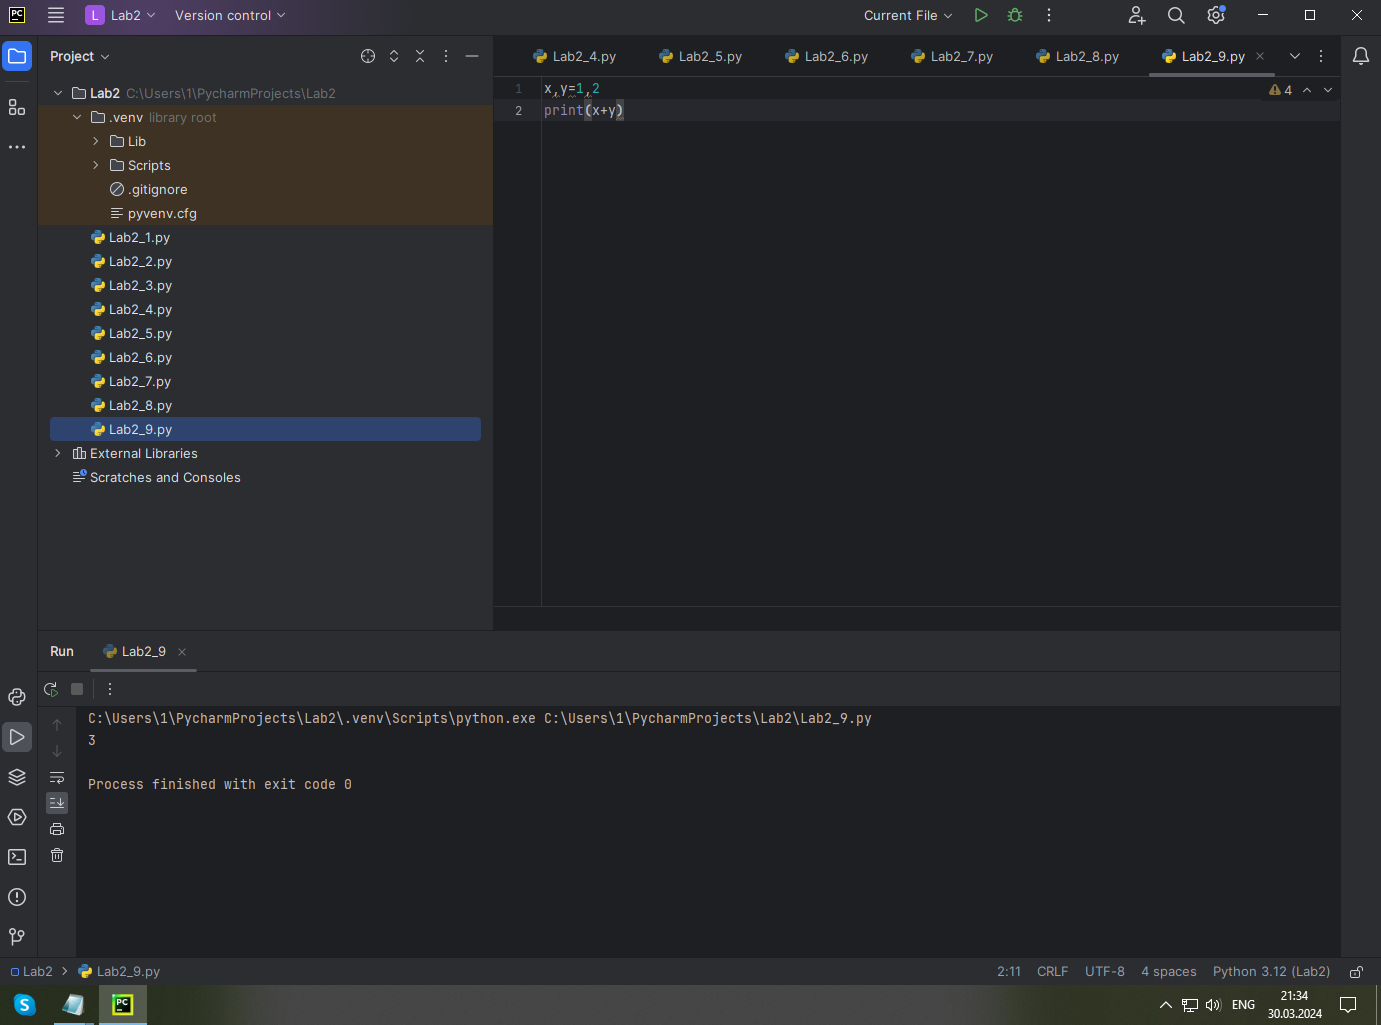 PC
L Lab2 Version control
Current File
Project
Lab2_4.py Lab2_5.py Lab2_6.py Lab2_7.py Lab2_8.py Lab2_9.py
Lab2 C:\Users\1\PycharmProjects\Lab2
.venv library root
Lib
Scripts
.gitignore
pyvenv.cfg
Lab2_1.py
Lab2_2.py
Lab2_3.py
Lab2_4.py
Lab2_5.py
Lab2_6.py
Lab2_7.py
Lab2_8.py
Lab2_9.py
External Libraries
Scratches and Consoles
1 x,y=1,2
2 print(x+y)
4
Run Lab2_9
C:\Users\1\PycharmProjects\Lab2\.venv\Scripts\python.exe C:\Users\1\PycharmProjects\Lab2\Lab2_9.py
3
Process finished with exit code 0
Lab2 Lab2_9.py
2:11 CRLF UTF-8 4 spaces Python 3.12 (Lab2)
S
PC
ENG
21:34
30.03.2024